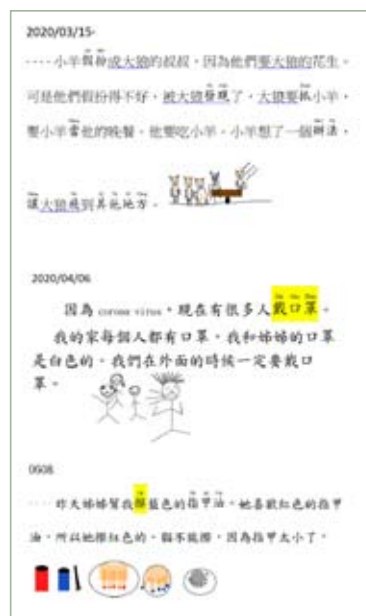 2020/03/15-
....小羊假扮成大狼的叔叔，因為他們要大狼的花生。
可是他們假扮得不好，被大狼發現了，大狼要抓小羊，
要小羊當他的晚餐。他要吃小羊。小羊想了一個辦法，
讓大狼飛到其他地方。
2020/04/06
因為 corona virus，現在有很多人戴口罩。
我的家每個人都有口罩。我和姊姊的口罩
是白色的。我們在外面的時候一定要戴口
罩。
0608
....昨天姊姊幫我擦藍色的指甲油。她喜歡紅色的指甲
油，所以她擦紅色的。貓不能擦，因為指甲太小了。